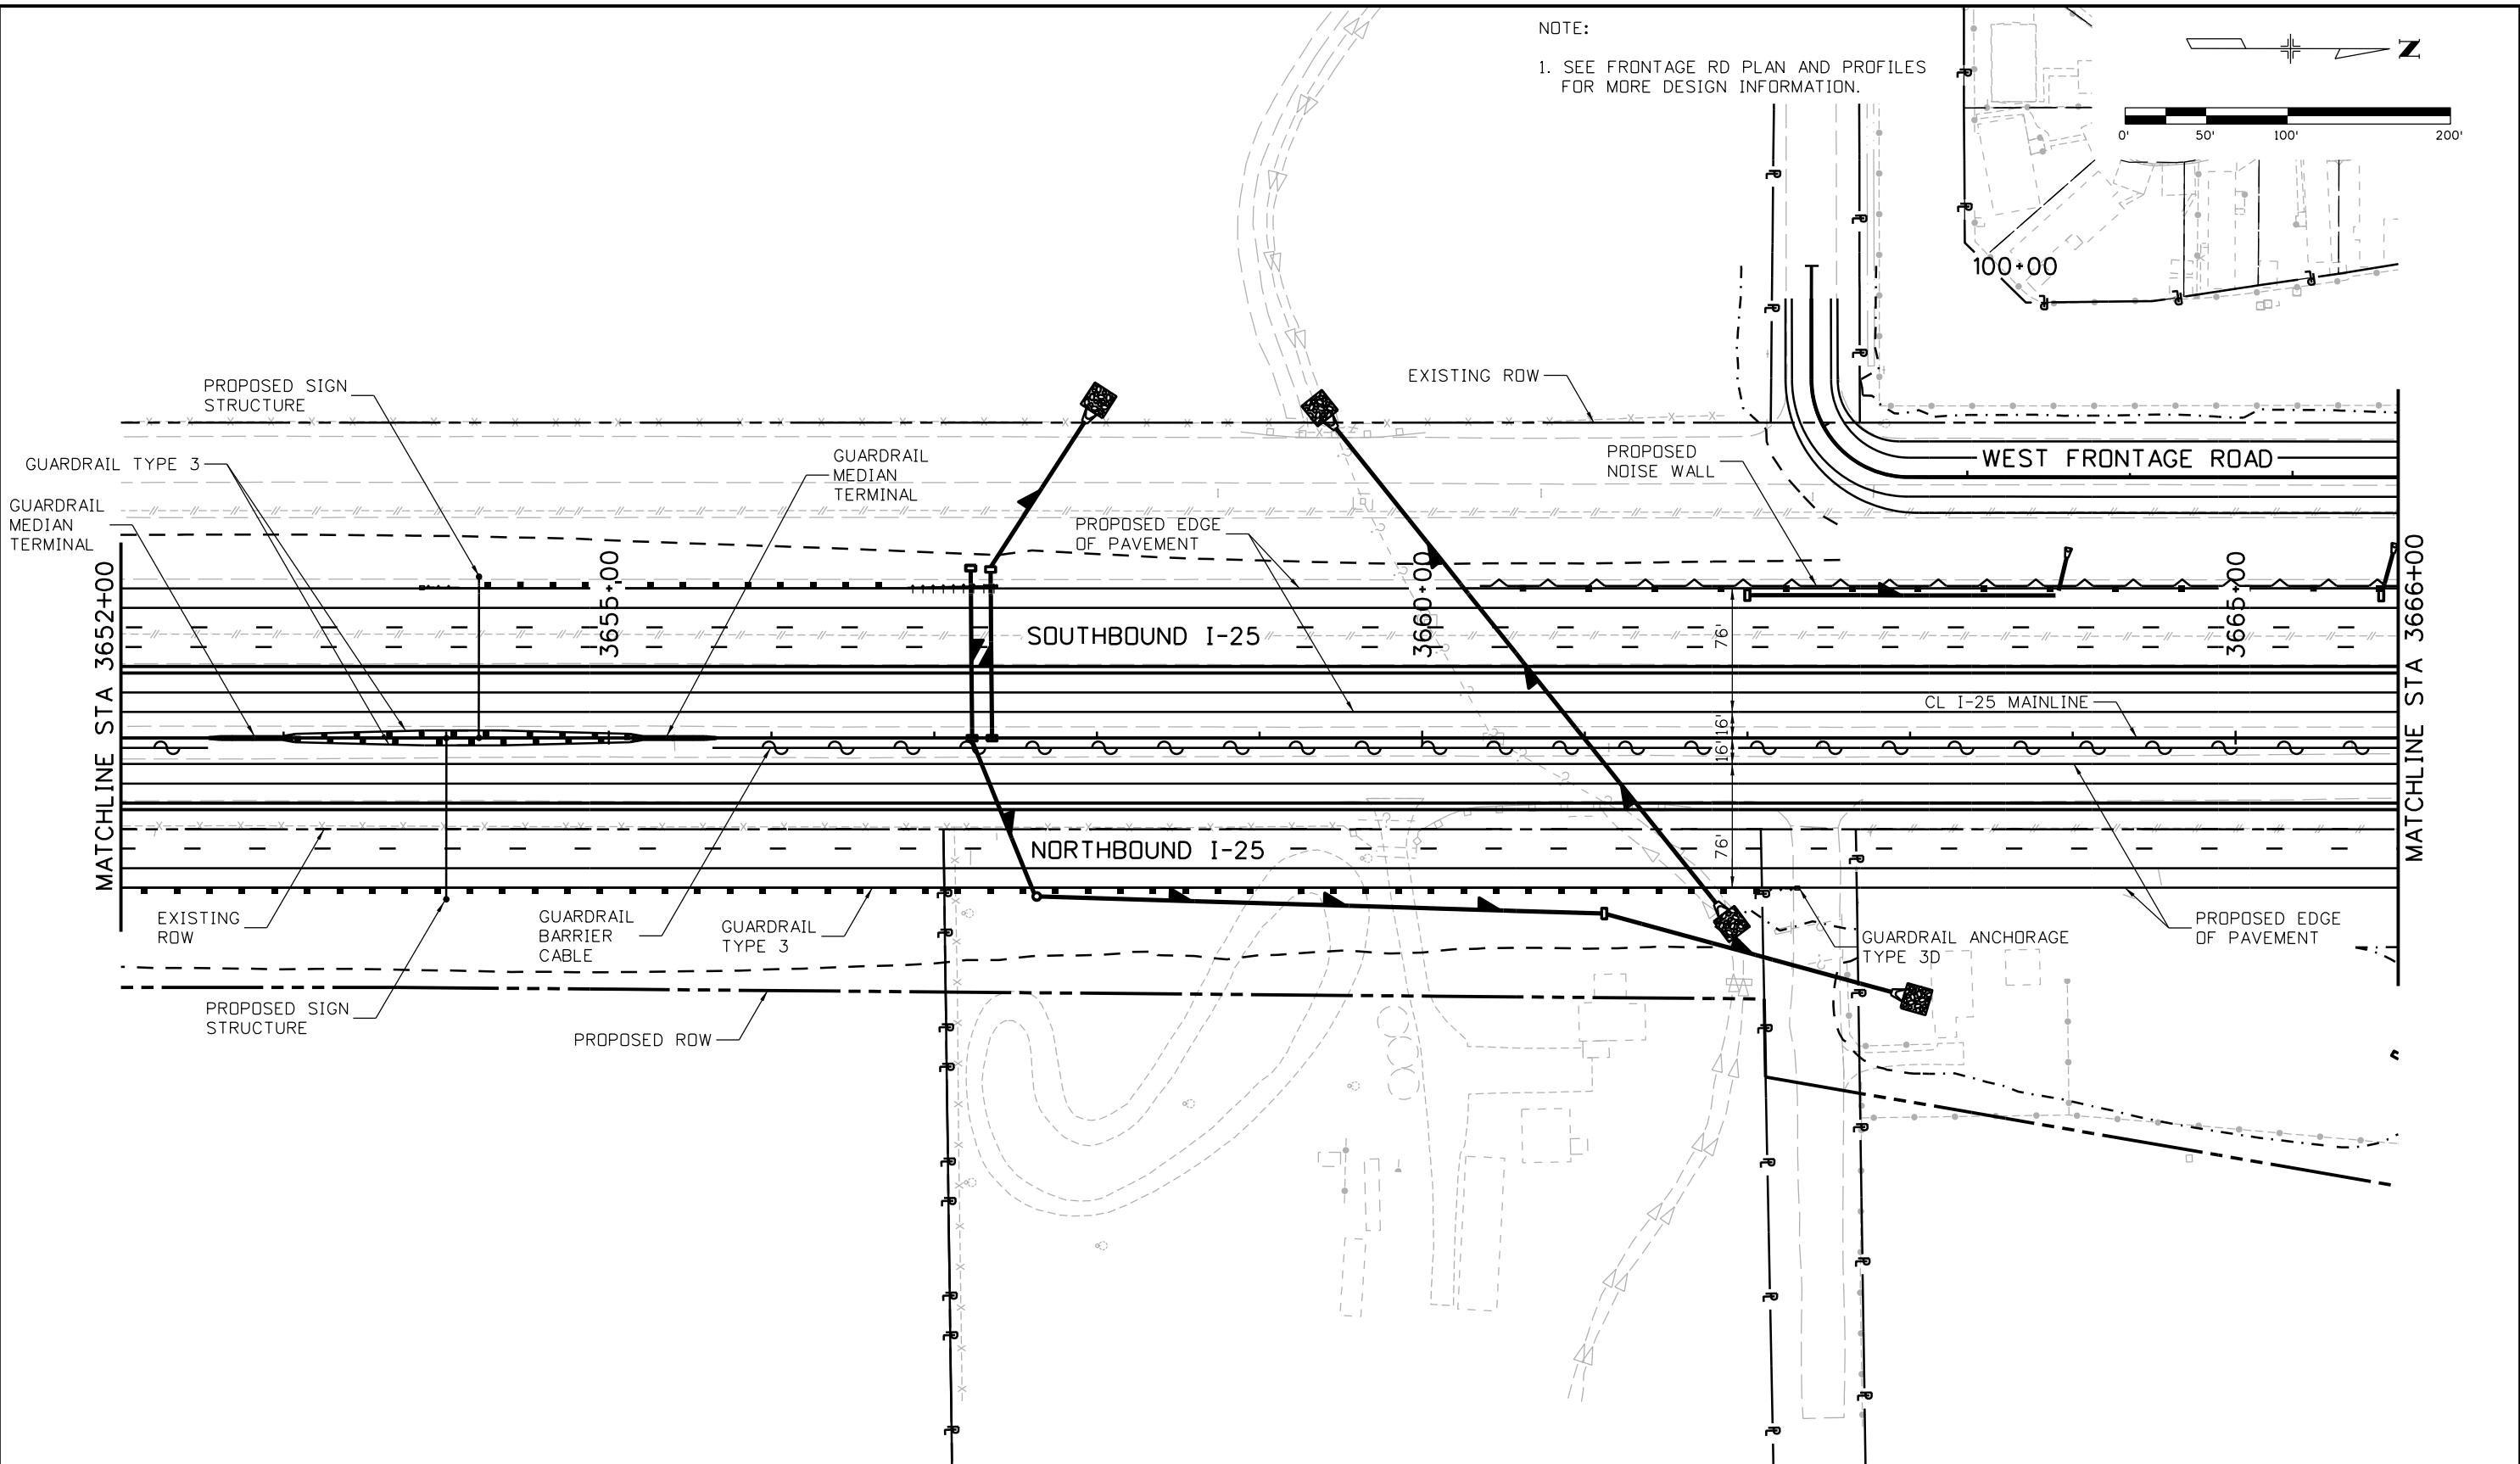 NOTE:
1. SEE FRONTAGE RD PLAN AND PROFILES
FOR MORE DESIGN INFORMATION.
N
0'
50'
100'
200'
100+00
PROPOSED SIGN
STRUCTURE
EXISTING ROW
GUARDRAIL TYPE 3
GUARDRAIL
MEDIAN
TERMINAL
PROPOSED
NOISE WALL
WEST FRONTAGE ROAD
GUARDRAIL
MEDIAN
TERMINAL
PROPOSED EDGE
OF PAVEMENT
MATCHLINE STA 3652+00
3655+00
3660+00
3665+00
MATCHLINE STA 3666+00
SOUTHBOUND I-25
76'
CL I-25 MAINLINE
16'
16'
76'
NORTHBOUND I-25
EXISTING
ROW
GUARDRAIL
BARRIER
CABLE
GUARDRAIL
TYPE 3
GUARDRAIL ANCHORAGE
TYPE 3D
PROPOSED EDGE
OF PAVEMENT
PROPOSED SIGN
STRUCTURE
PROPOSED ROW